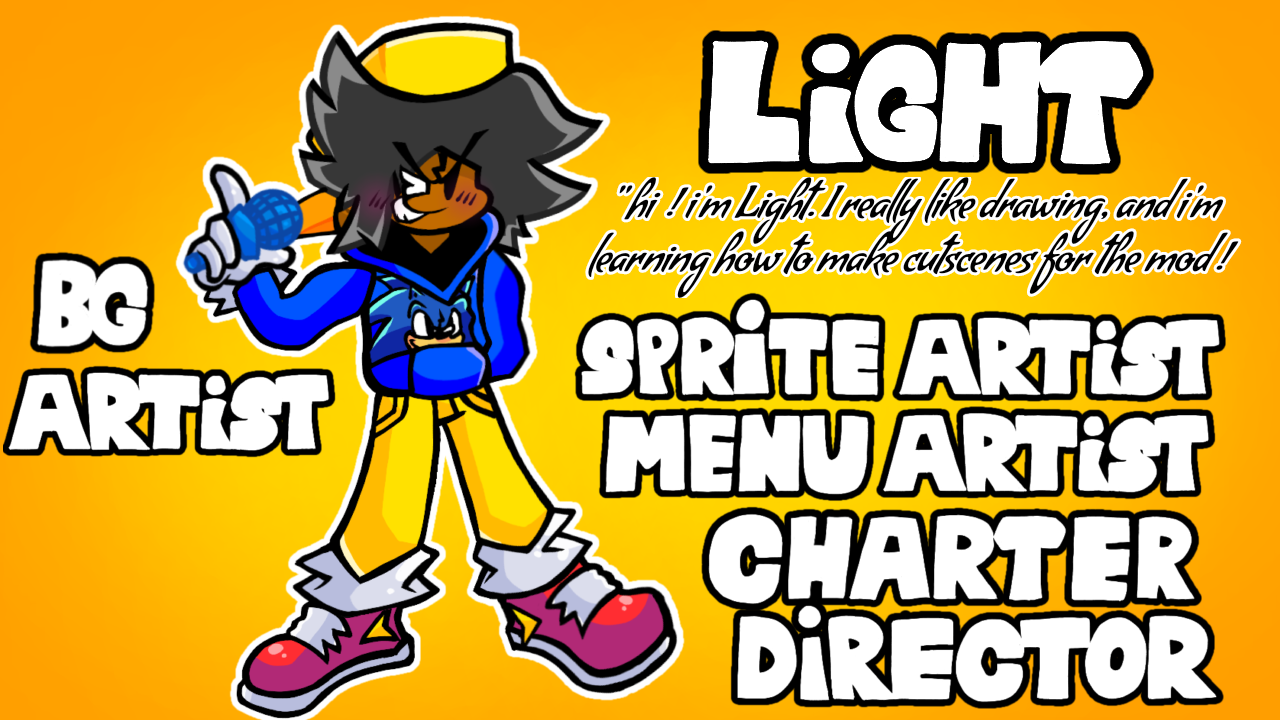 LiGHT
"hi ! i'm Light. I really like drawing, and i'm
learning how to make cutscenes for the mod !
BG
ARTiST
SPRiTE ARTiST
MENU ARTiST
CHARTER
DiRECTOR